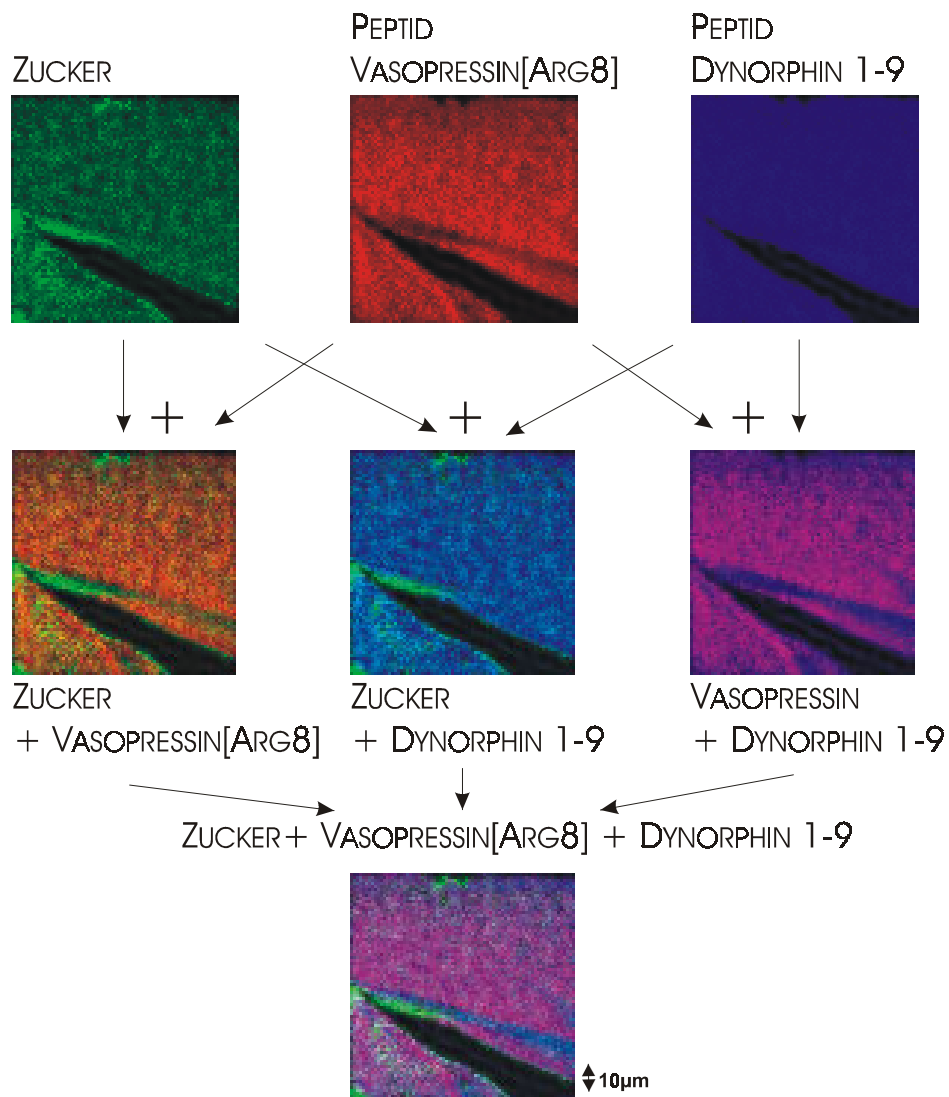 ZUCKER
PEPTID
VASOPRESSIN[ARG8]
PEPTID
DYNORPHIN 1-9
+
+
+
ZUCKER
+ VASOPRESSIN[ARG8]
ZUCKER
+ DYNORPHIN 1-9
VASOPRESSIN
+ DYNORPHIN 1-9
ZUCKER+ VASOPRESSIN[ARG8] + DYNORPHIN 1-9
10µm